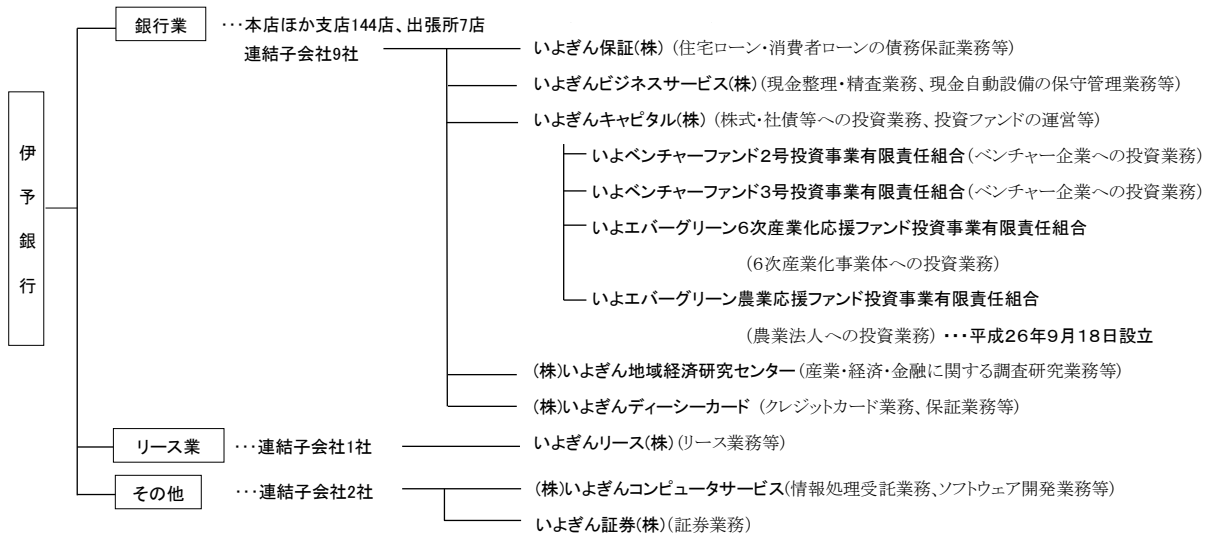 銀行業 ・・・本店ほか支店144店、出張所7店
連結子会社9社
いよぎん保証(株) (住宅ローン・消費者ローンの債務保証業務等)
いよぎんビジネスサービス(株)(現金整理・精査業務、現金自動設備の保守管理業務等)
いよぎんキャピタル(株) (株式・社債等への投資業務、投資ファンドの運営等)
伊予銀行
いよベンチャーファンド2号投資事業有限責任組合(ベンチャー企業への投資業務)
いよベンチャーファンド3号投資事業有限責任組合(ベンチャー企業への投資業務)
いよエバーグリーン6次産業化応援ファンド投資事業有限責任組合
(6次産業化事業体への投資業務)
いよエバーグリーン農業応援ファンド投資事業有限責任組合
(農業法人への投資業務) ・・・平成26年9月18日設立
(株)いよぎん地域経済研究センター(産業・経済・金融に関する調査研究業務等)
(株)いよぎんディーシーカード (クレジットカード業務、保証業務等)
リース業 ・・・連結子会社1社 いよぎんリース(株)(リース業務等)
その他 ・・・連結子会社2社 (株)いよぎんコンピュータサービス(情報処理受託業務、ソフトウェア開発業務等)
いよぎん証券(株)(証券業務)